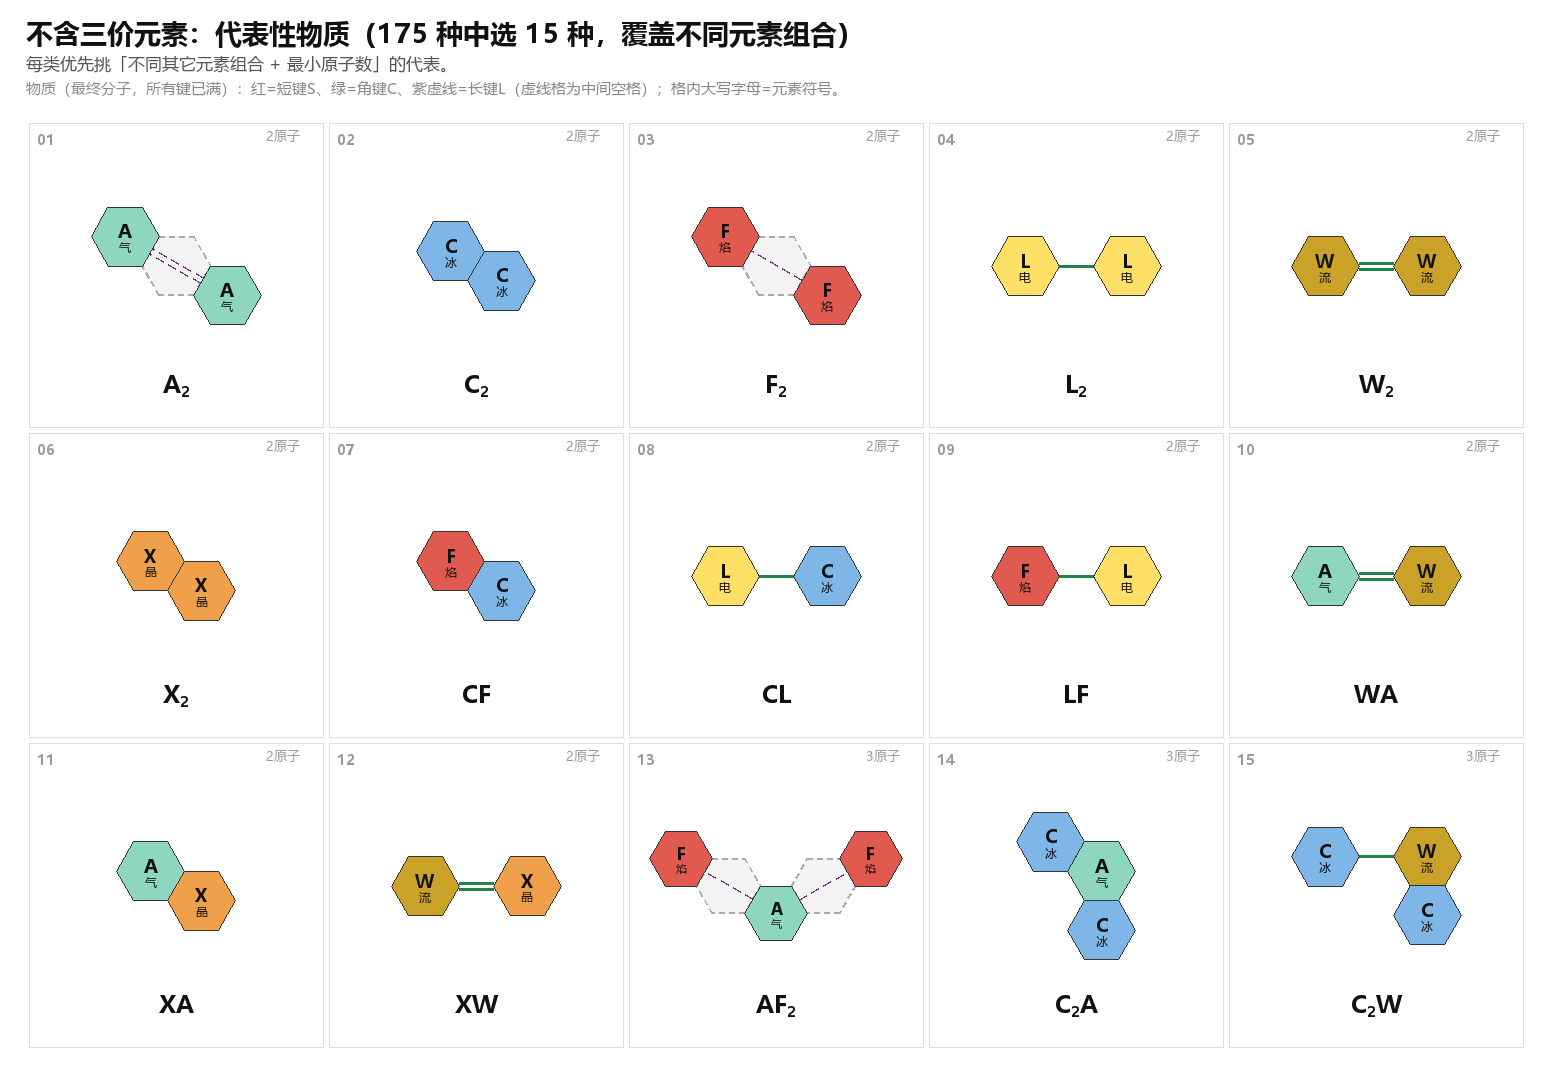 不含三价元素：代表性物质（175 种中选 15 种，覆盖不同元素组合）
每类优先挑「不同其它元素组合 + 最小原子数」的代表。
物质（最终分子，所有键已满）：红=短键S、绿=角键C、紫虚线=长键L（虚线格为中间空格）；格内大写字母=元素符号。
01 2原子
A
气
A
气
A₂
02 2原子
C
冰
C
冰
C₂
03 2原子
F
焰
F
焰
F₂
04 2原子
L L
电 电
L₂
05 2原子
W W
流 流
W₂
06 2原子
X
晶
X
晶
X₂
07 2原子
F
焰
C
冰
CF
08 2原子
L C
电 冰
CL
09 2原子
F L
焰 电
LF
10 2原子
A W
气 流
WA
11 2原子
A
气
X
晶
XA
12 2原子
W X
流 晶
XW
13 3原子
F F
焰 焰
A
气
AF₂
14 3原子
C
冰
A
气
C
冰
C₂A
15 3原子
C W
冰 流
C
冰
C₂W